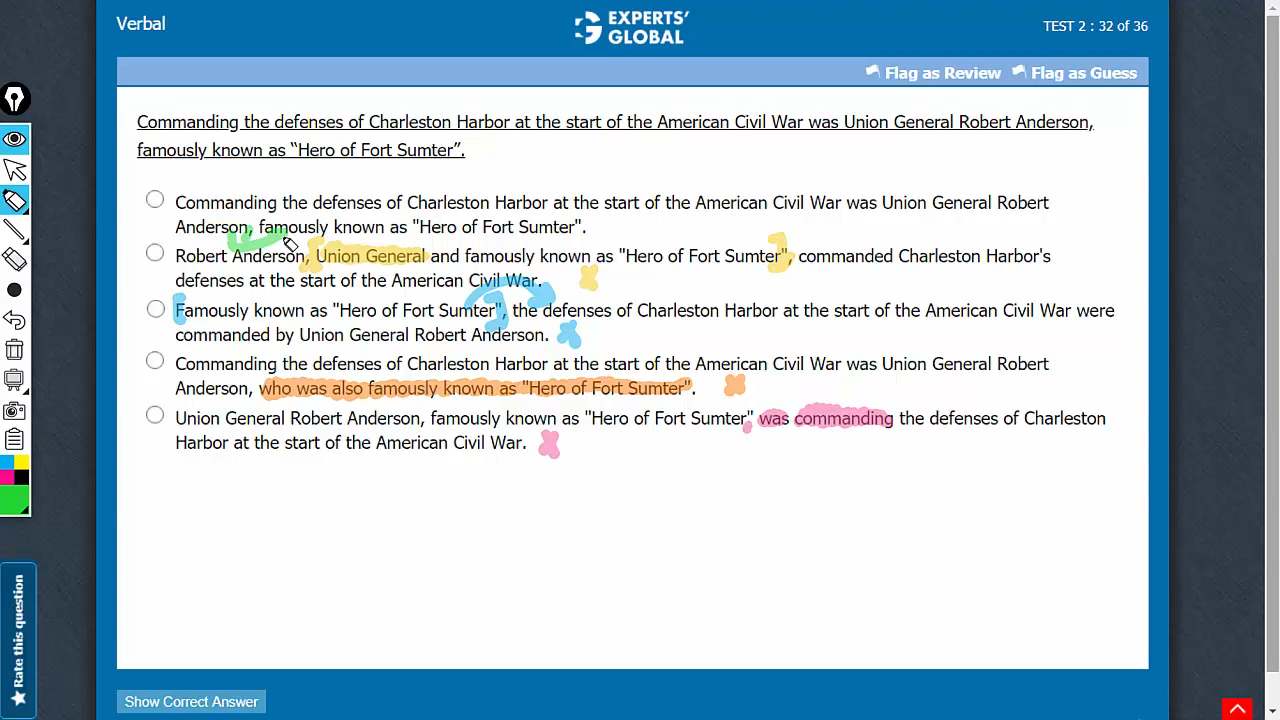 Verbal
EXPERTS'
GLOBAL
TEST 2 : 32 of 36
Flag as Review Flag as Guess
Commanding the defenses of Charleston Harbor at the start of the American Civil War was Union General Robert Anderson,
famously known as “Hero of Fort Sumter”.
Commanding the defenses of Charleston Harbor at the start of the American Civil War was Union General Robert
Anderson, famously known as "Hero of Fort Sumter".
Robert Anderson, Union General and famously known as "Hero of Fort Sumter", commanded Charleston Harbor's
defenses at the start of the American Civil War.
Famously known as "Hero of Fort Sumter", the defenses of Charleston Harbor at the start of the American Civil War were
commanded by Union General Robert Anderson.
Commanding the defenses of Charleston Harbor at the start of the American Civil War was Union General Robert
Anderson, who was also famously known as "Hero of Fort Sumter".
Union General Robert Anderson, famously known as "Hero of Fort Sumter" was commanding the defenses of Charleston
Harbor at the start of the American Civil War.
Rate this question
Show Correct Answer